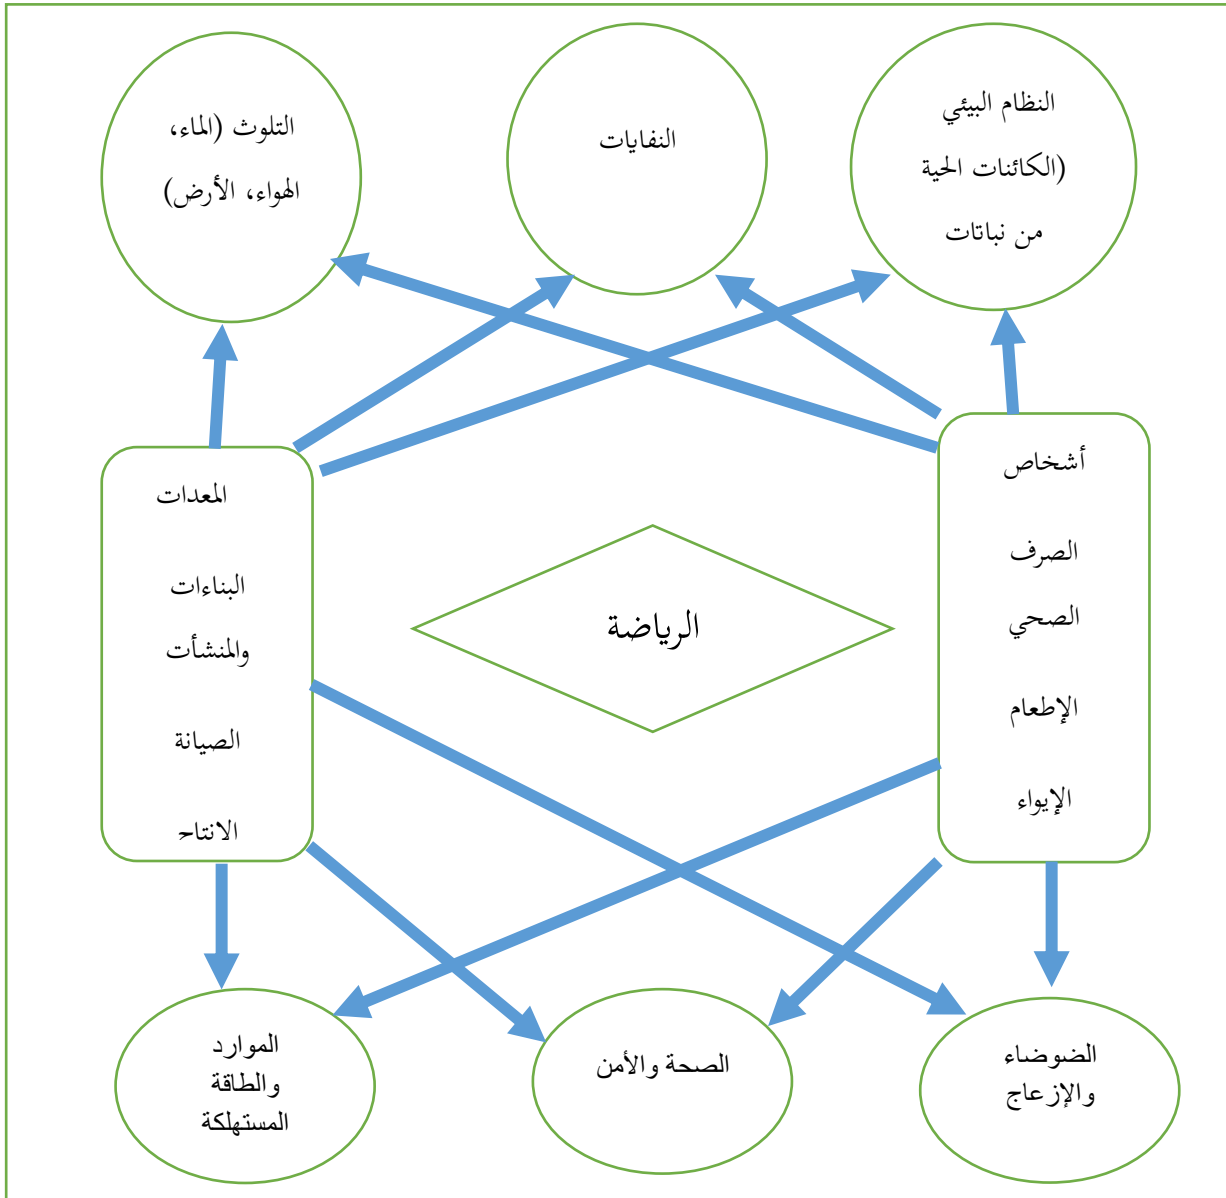 النظام البيئي
(الكائنات الحية
من نباتات
النفايات
التلوث (الماء،
الهواء، الأرض)
أشخاص
الصرف
الصحي
الإطعام
الإيواء
الرياضة
المعدات
البناءات
والمنشأت
الصيانة
الانتاج
الضوضاء
والإزعاج
الصحة والأمن
الموارد
والطاقة
المستهلكة